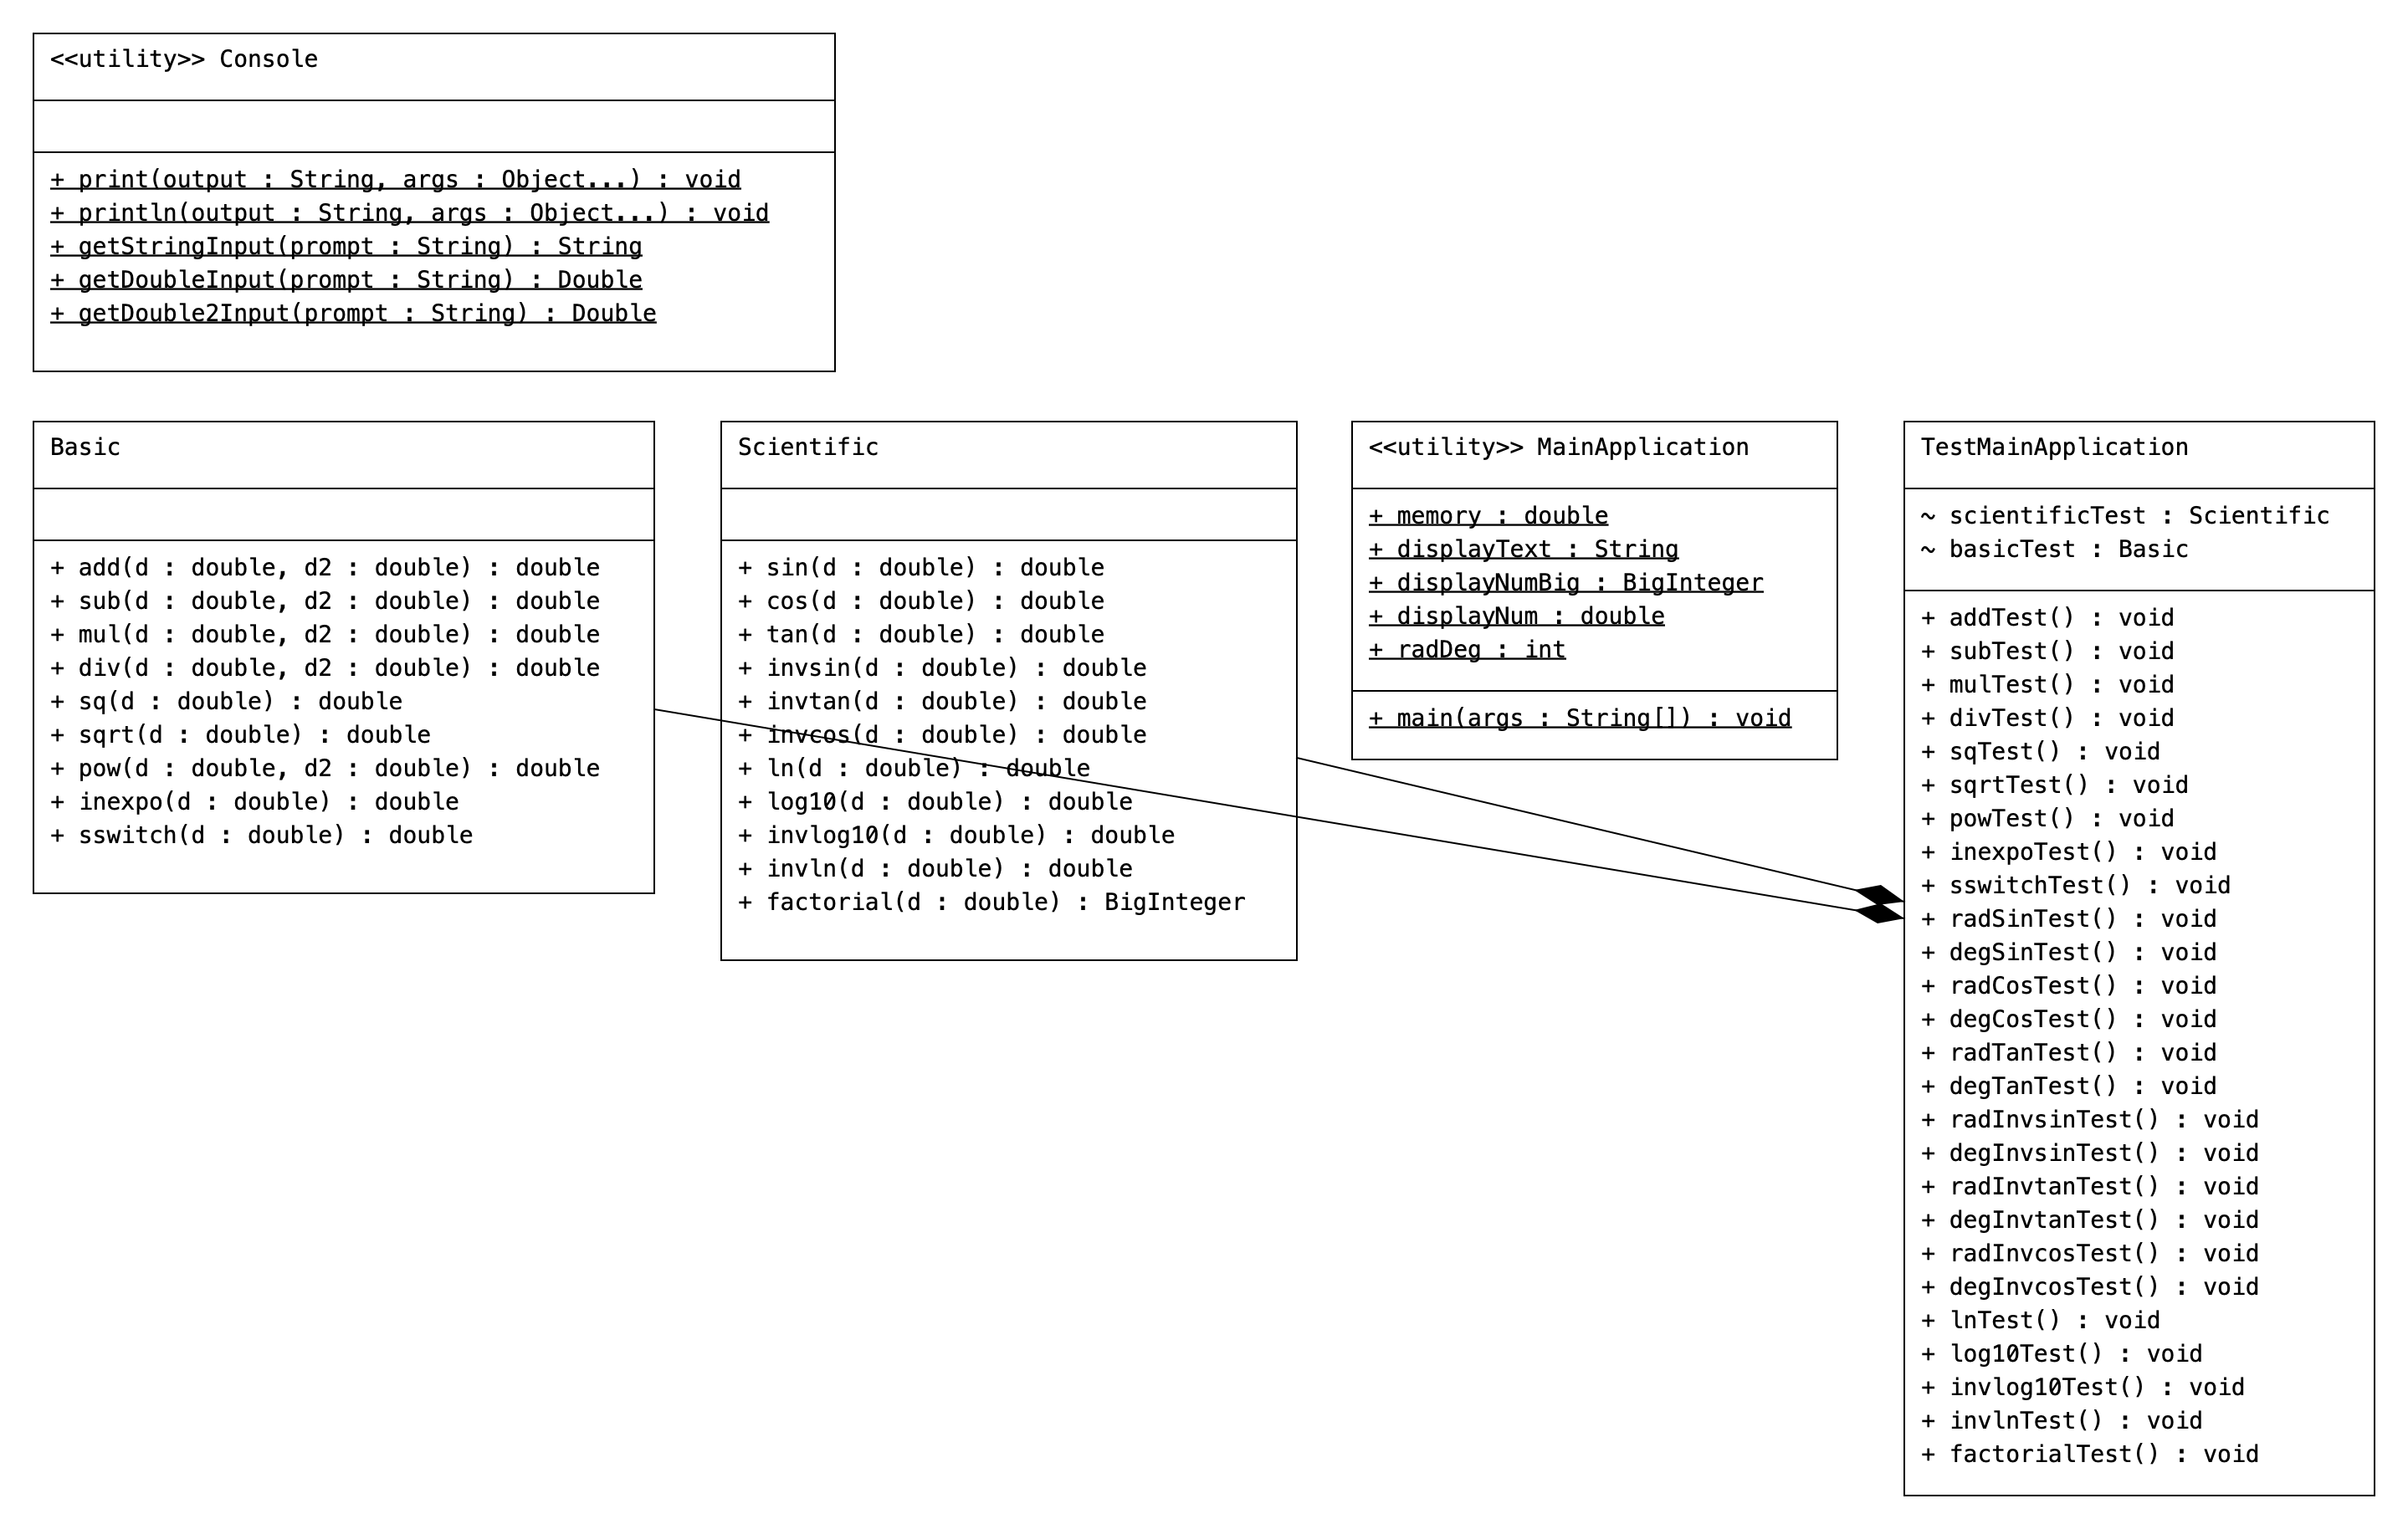 <<utility>> Console
+ print(output : String, args : Object...) : void
+ println(output : String, args : Object...) : void
+ getStringInput(prompt : String) : String
+ getDoubleInput(prompt : String) : Double
+ getDouble2Input(prompt : String) : Double
Basic
+ add(d : double, d2 : double) : double
+ sub(d : double, d2 : double) : double
+ mul(d : double, d2 : double) : double
+ div(d : double, d2 : double) : double
+ sq(d : double) : double
+ sqrt(d : double) : double
+ pow(d : double, d2 : double) : double
+ inexpo(d : double) : double
+ sswitch(d : double) : double
Scientific
+ sin(d : double) : double
+ cos(d : double) : double
+ tan(d : double) : double
+ invsin(d : double) : double
+ invtan(d : double) : double
+ invcos(d : double) : double
+ ln(d : double) : double
+ log10(d : double) : double
+ invlog10(d : double) : double
+ invln(d : double) : double
+ factorial(d : double) : BigInteger
<<utility>> MainApplication
+ memory : double
+ displayText : String
+ displayNumBig : BigInteger
+ displayNum : double
+ radDeg : int
+ main(args : String[]) : void
TestMainApplication
~ scientificTest : Scientific
~ basicTest : Basic
+ addTest() : void
+ subTest() : void
+ mulTest() : void
+ divTest() : void
+ sqTest() : void
+ sqrtTest() : void
+ powTest() : void
+ inexpoTest() : void
+ sswitchTest() : void
+ radSinTest() : void
+ degSinTest() : void
+ radCosTest() : void
+ degCosTest() : void
+ radTanTest() : void
+ degTanTest() : void
+ radInvsinTest() : void
+ degInvsinTest() : void
+ radInvtanTest() : void
+ degInvtanTest() : void
+ radInvcosTest() : void
+ degInvcosTest() : void
+ lnTest() : void
+ log10Test() : void
+ invlog10Test() : void
+ invlnTest() : void
+ factorialTest() : void